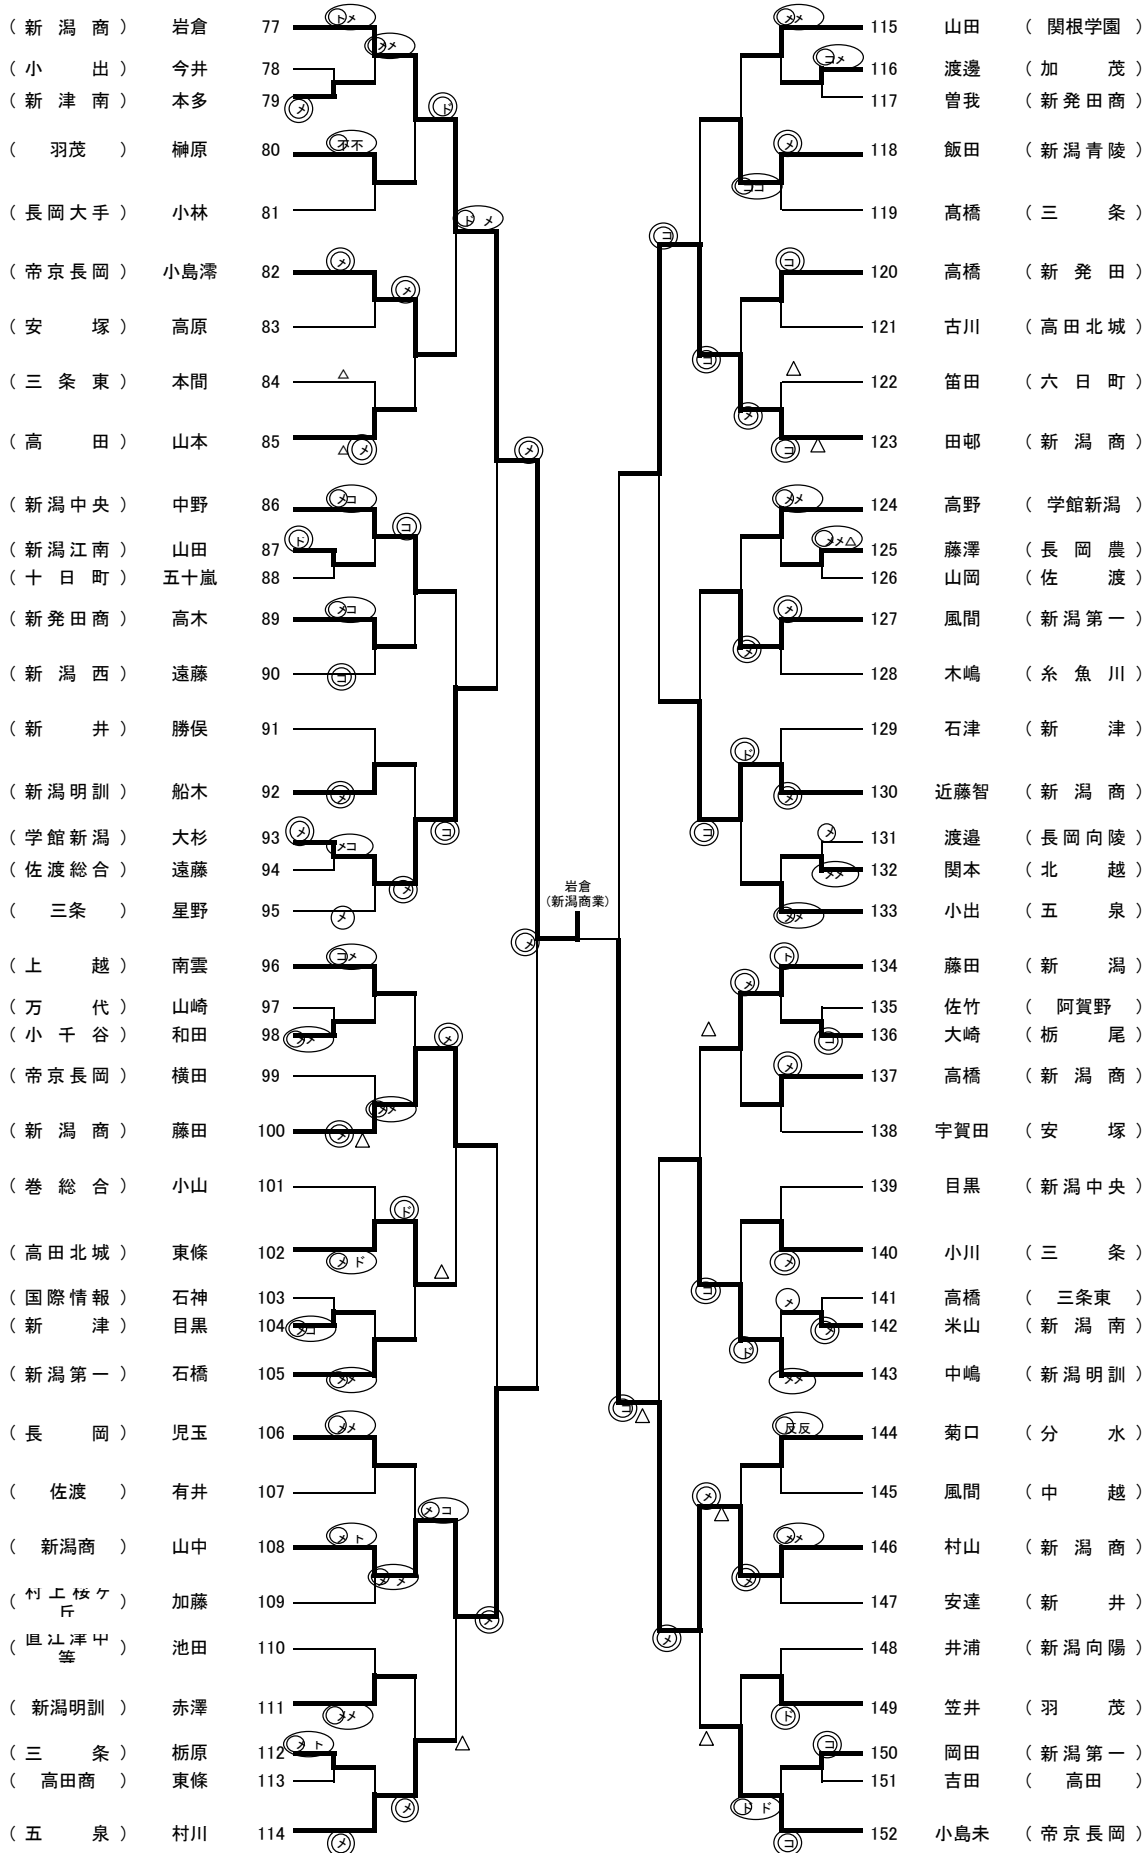 （新潟商） 岩倉 77
（小出） 今井 78
（新津南） 本多 79
（羽茂） 榊原 80
（長岡大手） 小林 81
（帝京長岡） 小島澪 82
（安塚） 高原 83
（三条東） 本間 84
（高田） 山本 85
（新潟中央） 中野 86
（新潟江南） 山田 87
（十日町） 五十嵐 88
（新発田商） 高木 89
（新潟西） 遠藤 90
（新井） 勝俣 91
（新潟明訓） 船木 92
（学館新潟） 大杉 93
（佐渡総合） 遠藤 94
（三条） 星野 95
（上越） 南雲 96
（万代） 山崎 97
（小千谷） 和田 98
（帝京長岡） 横田 99
（新潟商） 藤田 100
（巻総合） 小山 101
（高田北城） 東條 102
（国際情報） 石神 103
（新津） 目黒 104
（新潟第一） 石橋 105
（長岡） 児玉 106
（佐渡） 有井 107
（新潟商） 山中 108
（村上桜ケ丘） 加藤 109
（直江津中等） 池田 110
（新潟明訓） 赤澤 111
（三条） 栃原 112
（高田商） 東條 113
（五泉） 村川 114
岩倉
（新潟商業）
115 山田 （関根学園）
116 渡邊 （加茂）
117 曽我 （新発田商）
118 飯田 （新潟青陵）
119 髙橋 （三条）
120 高橋 （新発田）
121 古川 （高田北城）
122 笛田 （六日町）
123 田邨 （新潟商）
124 高野 （学館新潟）
125 藤澤 （長岡農）
126 山岡 （佐渡）
127 風間 （新潟第一）
128 木嶋 （糸魚川）
129 石津 （新津）
130 近藤智 （新潟商）
131 渡邉 （長岡向陵）
132 関本 （北越）
133 小出 （五泉）
134 藤田 （新潟）
135 佐竹 （阿賀野）
136 大崎 （栃尾）
137 高橋 （新潟商）
138 宇賀田 （安塚）
139 目黒 （新潟中央）
140 小川 （三条）
141 高橋 （三条東）
142 米山 （新潟南）
143 中嶋 （新潟明訓）
144 菊口 （分水）
145 風間 （中越）
146 村山 （新潟商）
147 安達 （新井）
148 井浦 （新潟向陽）
149 笠井 （羽茂）
150 岡田 （新潟第一）
151 吉田 （高田）
152 小島未 （帝京長岡）